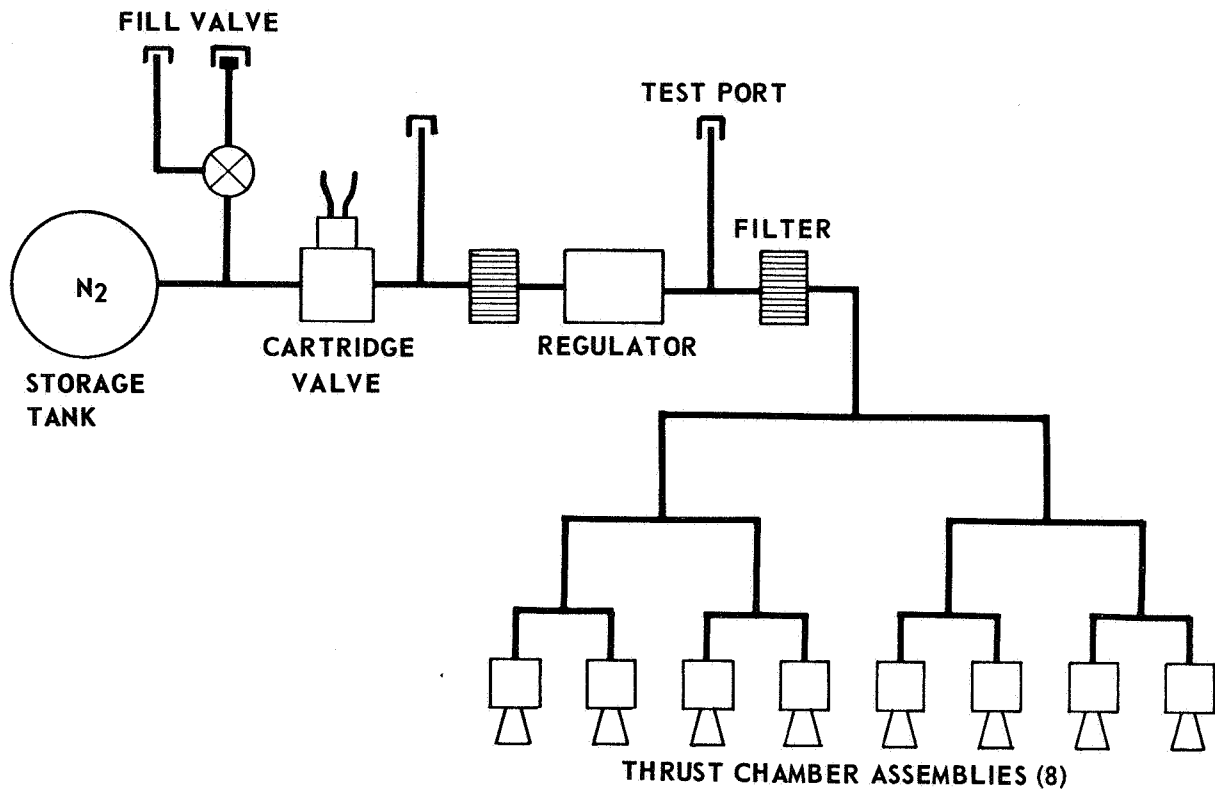 FILL VALVE
TEST PORT
FILTER
N2
CARTRIDGE
VALVE
REGULATOR
STORAGE
TANK
THRUST CHAMBER ASSEMBLIES (8)